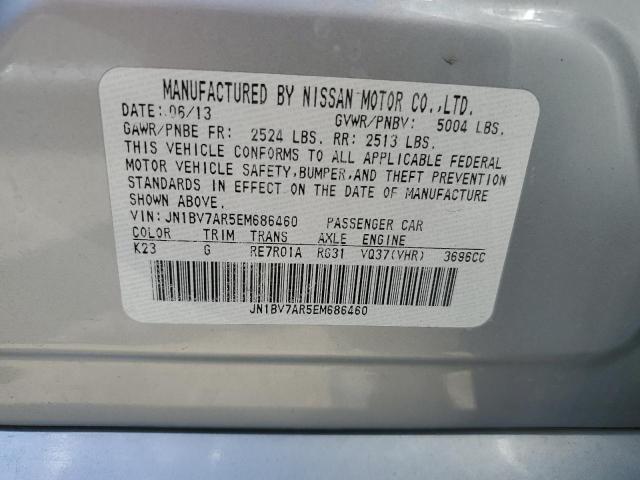 MANUFACTURED BY NISSAN MOTOR CO.,LTD.
DATE: 06/13 GVWR/PNBV: 5004 LBS.
GAWR/PNBE FR: 2524 LBS. RR: 2513 LBS.
THIS VEHICLE CONFORMS TO ALL APPLICABLE FEDERAL
MOTOR VEHICLE SAFETY,BUMPER,AND THEFT PREVENTION
STANDARDS IN EFFECT ON THE DATE OF MANUFACTURE
SHOWN ABOVE.
VIN: JN1BV7AR5EM686460 PASSENGER CAR
COLOR TRIM TRANS AXLE ENGINE
K23 G RE7R01A RG31 VQ37(VHR) 3696CC
JN1BV7AR5EM686460